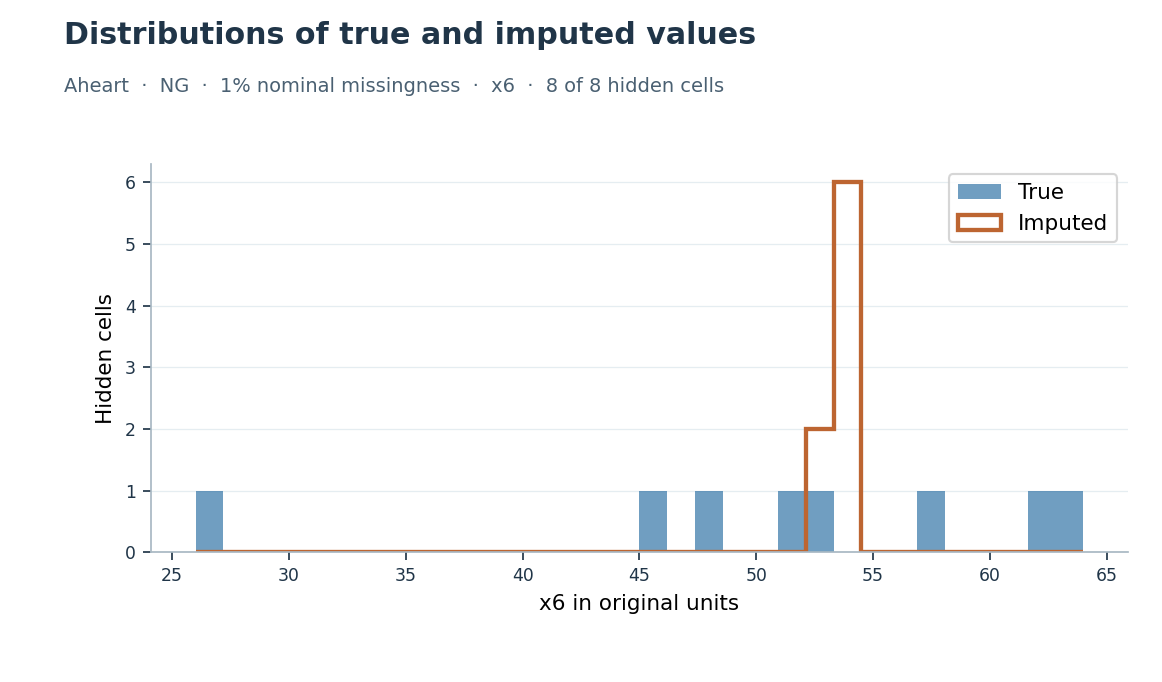 Distributions of true and imputed values
Aheart · NG · 1% nominal missingness · x6 · 8 of 8 hidden cells
True
Imputed
Hidden cells
6
5
4
3
2
1
0
25 30 35 40 45 50 55 60 65
x6 in original units